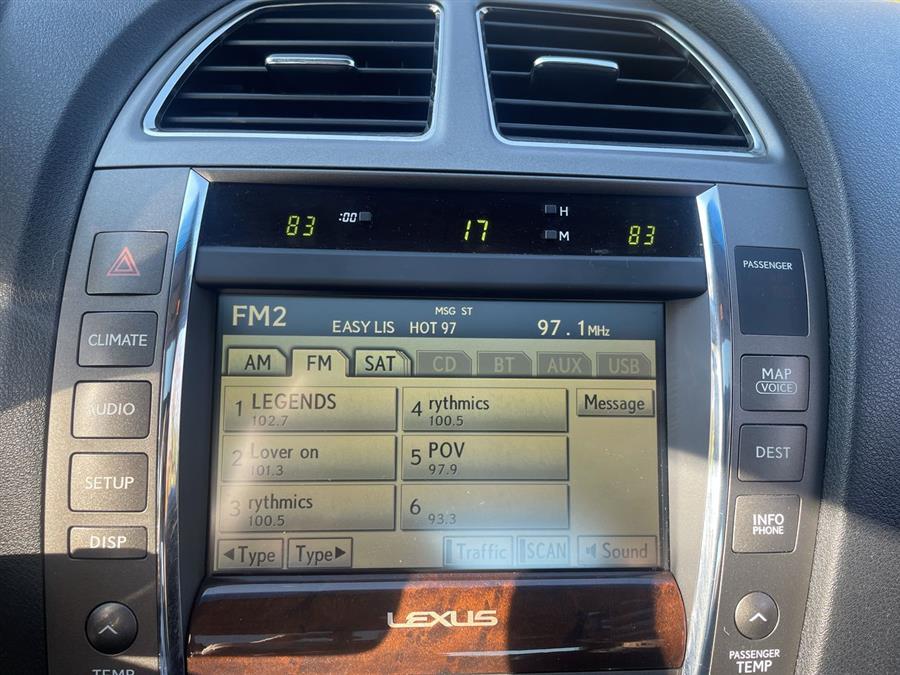 83 :00 17 H M 83
PASSENGER
FM2
MSG ST
EASY LIS HOT 97 97.1MHz
AM FM SAT CD BT AUX USB
1 LEGENDS
102.7
4 rythmics
100.5
Message
2 Lover on
101.3
5 POV
97.9
3 rythmics
100.5
6
93.3
◀Type Type▶ Traffic SCAN Sound
CLIMATE
AUDIO
SETUP
DISP
TEMP
MAP
VOICE
DEST
INFO
PHONE
PASSENGER
TEMP
LEXUS